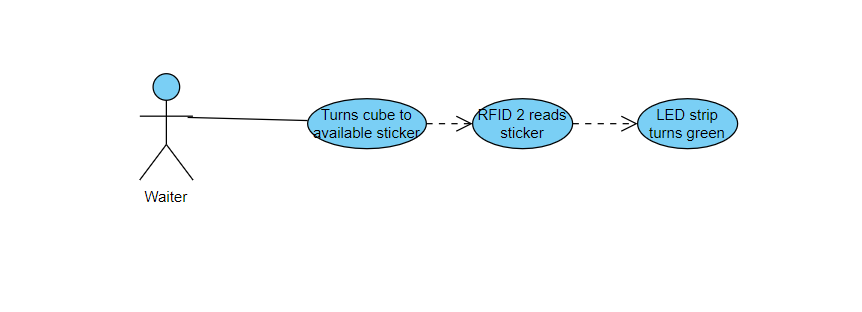 Turns cube to
available sticker
RFID 2 reads
sticker
LED strip
turns green
Waiter